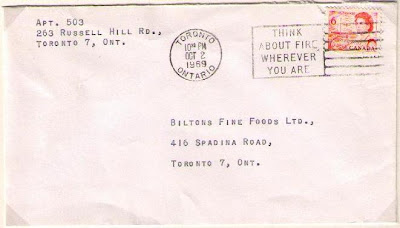 APT. 503
263 RUSSELL HILL RD.,
TORONTO 7, ONT.
TORONTO
10:00 PM
OCT 2
1969
ONTARIO
THINK
ABOUT FIRE
WHEREVER
YOU ARE
6
CANADA
BILTONS FINE FOODS LTD.,
416 SPADINA ROAD,
TORONTO 7, ONT.